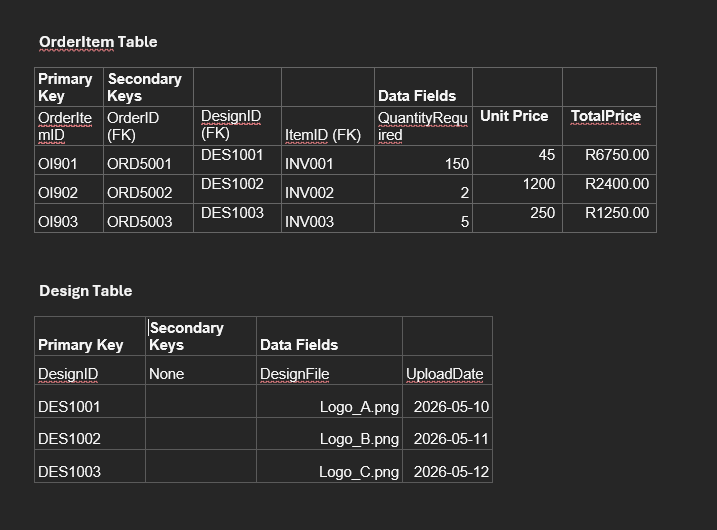 OrderItem Table
Primary Key Secondary Keys Data Fields
OrderItemID OrderID (FK) DesignID (FK) ItemID (FK) QuantityRequired Unit Price TotalPrice
OI901 ORD5001 DES1001 INV001 150 45 R6750.00
OI902 ORD5002 DES1002 INV002 2 1200 R2400.00
OI903 ORD5003 DES1003 INV003 5 250 R1250.00
Design Table
Primary Key Secondary Keys Data Fields
DesignID None DesignFile UploadDate
DES1001 Logo_A.png 2026-05-10
DES1002 Logo_B.png 2026-05-11
DES1003 Logo_C.png 2026-05-12